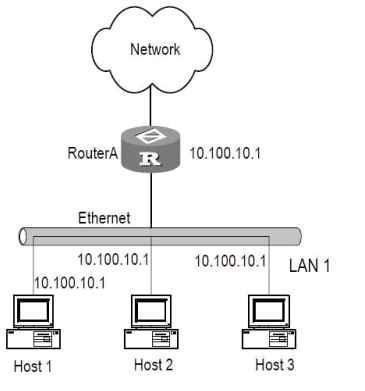 Network
RouterA
R
10.100.10.1
Ethernet
10.100.10.1
10.100.10.1
LAN 1
10.100.10.1
Host 1
Host 2
Host 3